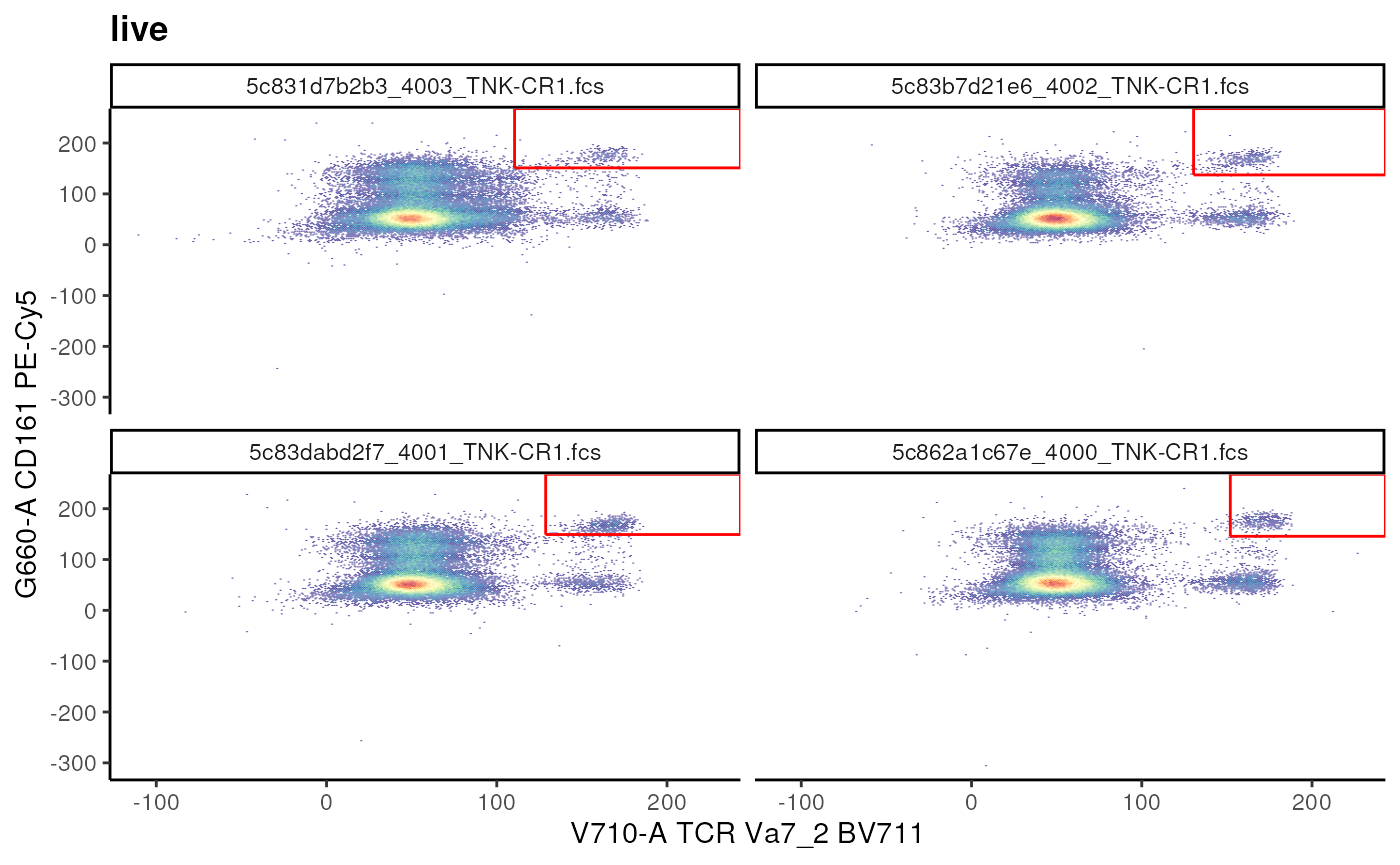 live
5c831d7b2b3_4003_TNK-CR1.fcs
5c83b7d21e6_4002_TNK-CR1.fcs
200
100
0
-100
-200
-300
G660-A CD161 PE-Cy5
5c83dabd2f7_4001_TNK-CR1.fcs
5c862a1c67e_4000_TNK-CR1.fcs
200
100
0
-100
-200
-300
-100 0 100 200
-100 0 100 200
V710-A TCR Va7_2 BV711